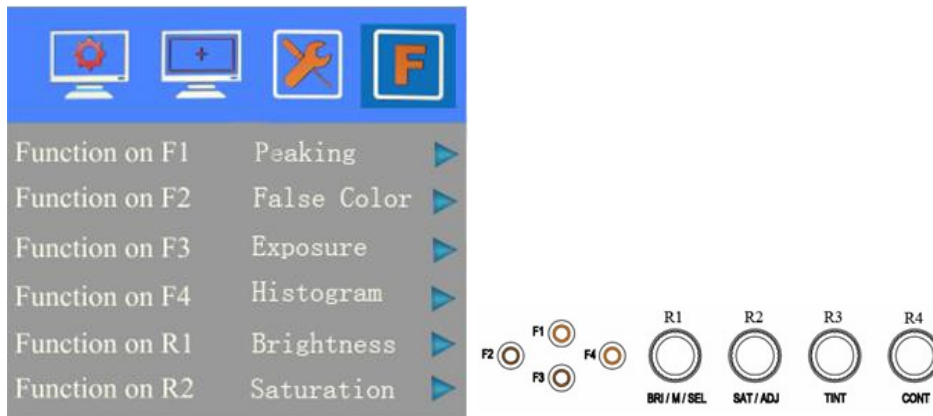 F
Function on F1 Peaking
Function on F2 False Color
Function on F3 Exposure
Function on F4 Histogram
Function on R1 Brightness
Function on R2 Saturation
F1
F2
F4
F3
R1 R2 R3 R4
BRI / M / SEL SAT / ADJ TINT CONT